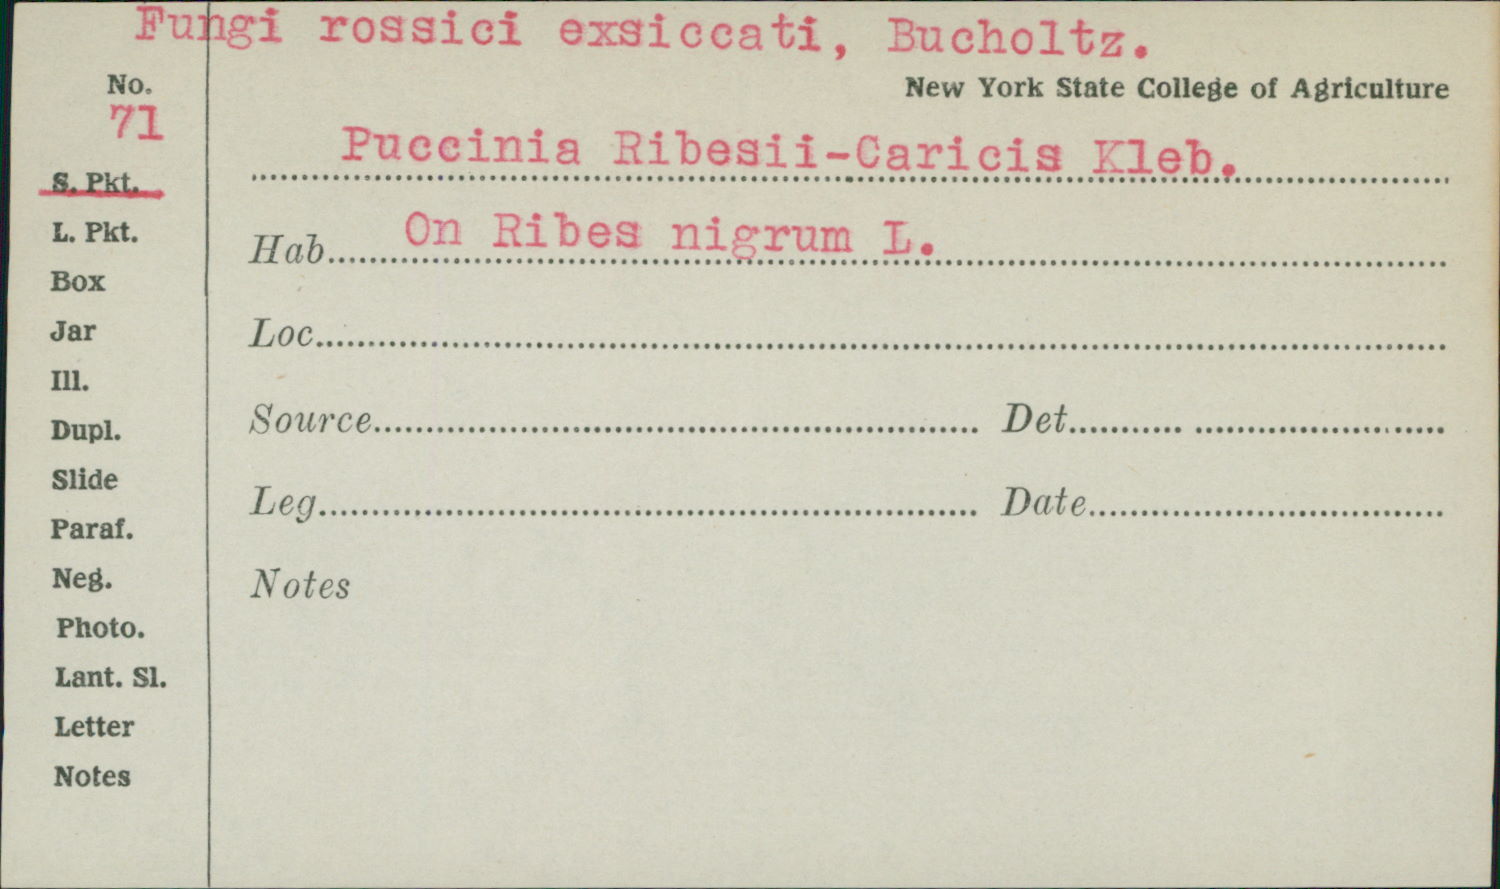 Fungi rossici exsiccati, Bucholtz.
No.
71
New York State College of Agriculture
Puccinia Ribesii-Caricis Kleb.
S. Pkt.
Hab. On Ribes nigrum L.
L. Pkt.
Box
Jar
Ill.
Dupl.
Slide
Paraf.
Neg.
Photo.
Lant. Sl.
Letter
Notes
Loc.
Source. Det.
Leg. Date.
Notes